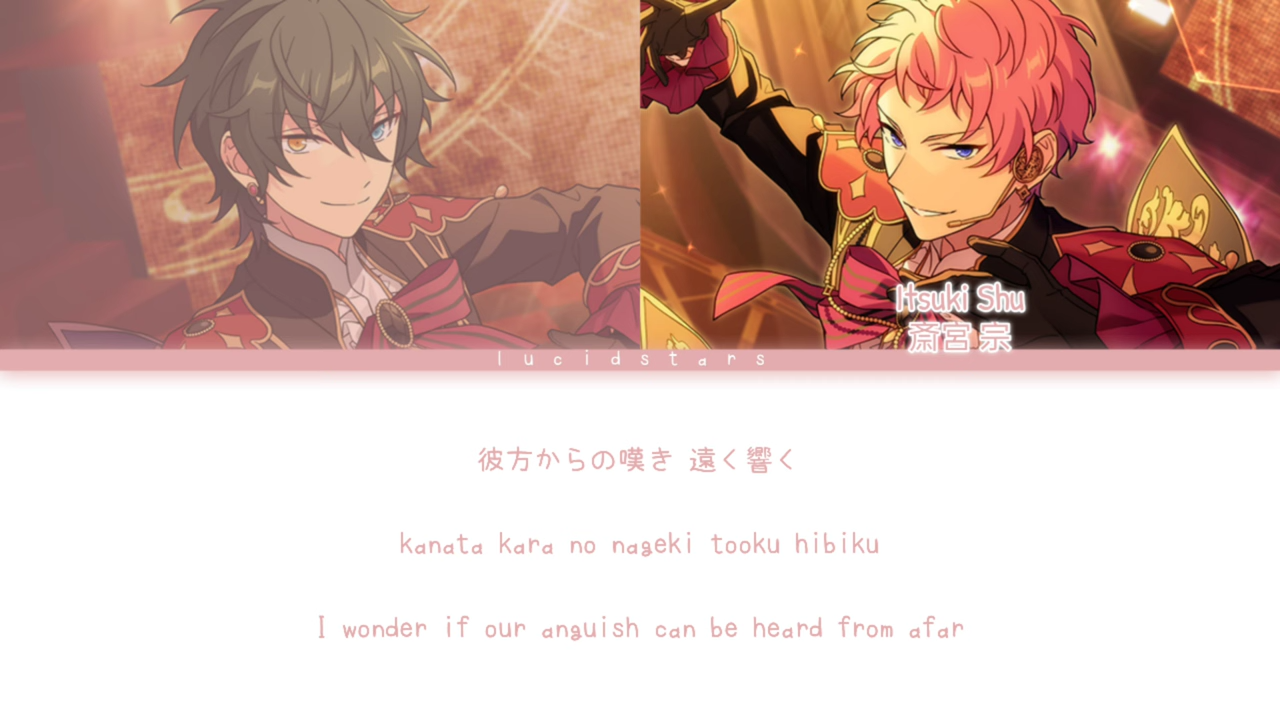 Itsuki Shu
斎宮 宗
lucidstars
彼方からの嘆き 遠く響く
kanata kara no nageki tooku hibiku
I wonder if our anguish can be heard from afar